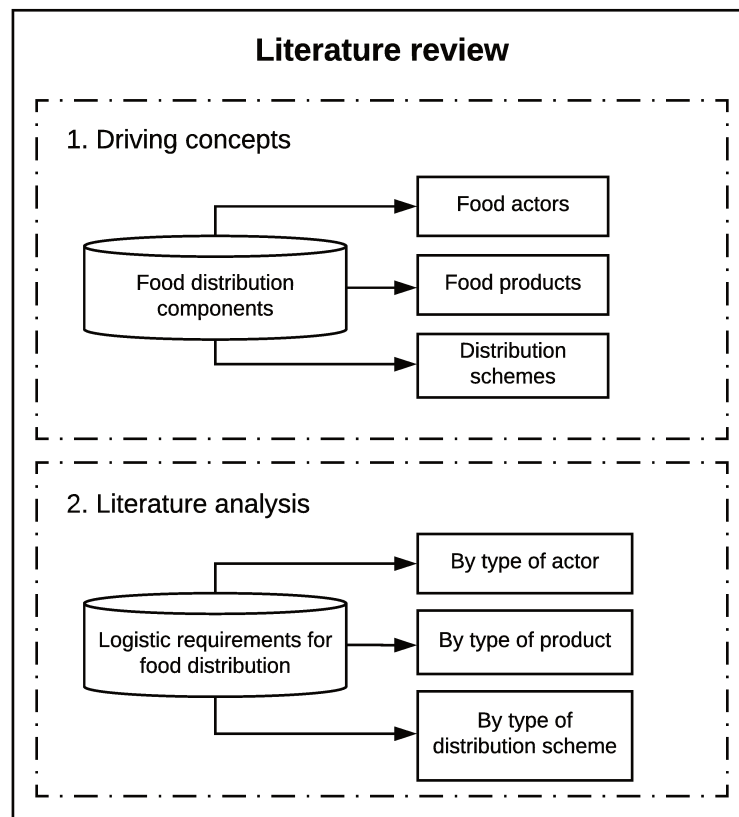 Literature review
1. Driving concepts
Food distribution
components
Food actors
Food products
Distribution
schemes
2. Literature analysis
Logistic requirements for
food distribution
By type of actor
By type of product
By type of
distribution scheme